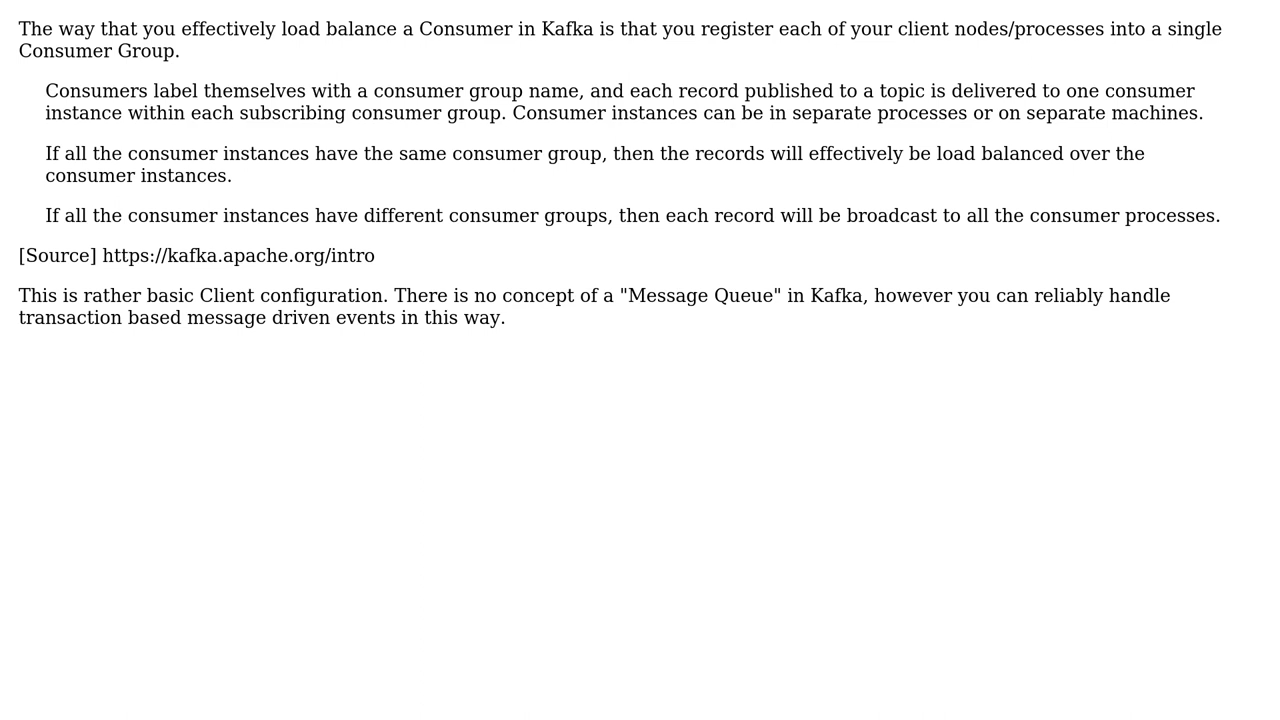 The way that you effectively load balance a Consumer in Kafka is that you register each of your client nodes/processes into a single
Consumer Group.
Consumers label themselves with a consumer group name, and each record published to a topic is delivered to one consumer
instance within each subscribing consumer group. Consumer instances can be in separate processes or on separate machines.
If all the consumer instances have the same consumer group, then the records will effectively be load balanced over the
consumer instances.
If all the consumer instances have different consumer groups, then each record will be broadcast to all the consumer processes.
[Source] https://kafka.apache.org/intro
This is rather basic Client configuration. There is no concept of a "Message Queue" in Kafka, however you can reliably handle
transaction based message driven events in this way.